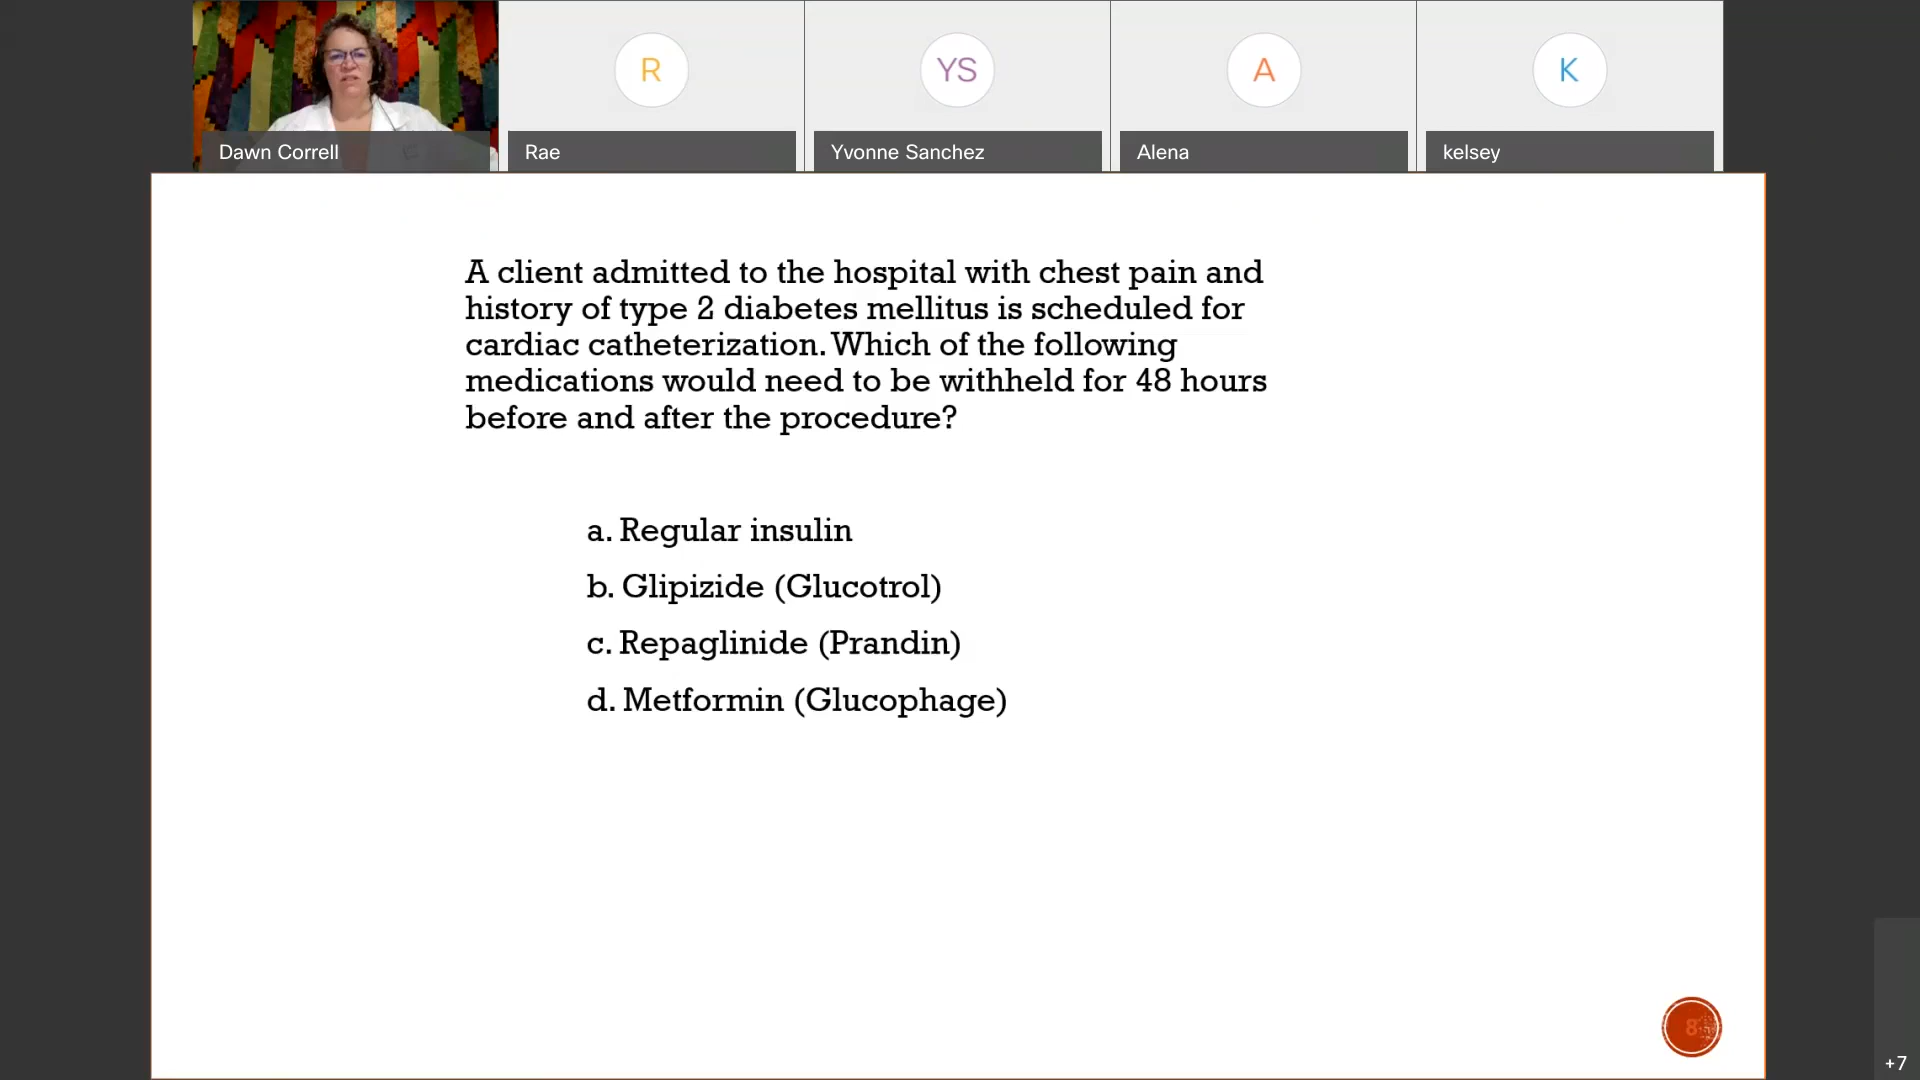 R
YS
A
K
Dawn Correll
Rae
Yvonne Sanchez
Alena
kelsey
A client admitted to the hospital with chest pain and
history of type 2 diabetes mellitus is scheduled for
cardiac catheterization. Which of the following
medications would need to be withheld for 48 hours
before and after the procedure?
a. Regular insulin
b. Glipizide (Glucotrol)
c. Repaglinide (Prandin)
d. Metformin (Glucophage)
+7